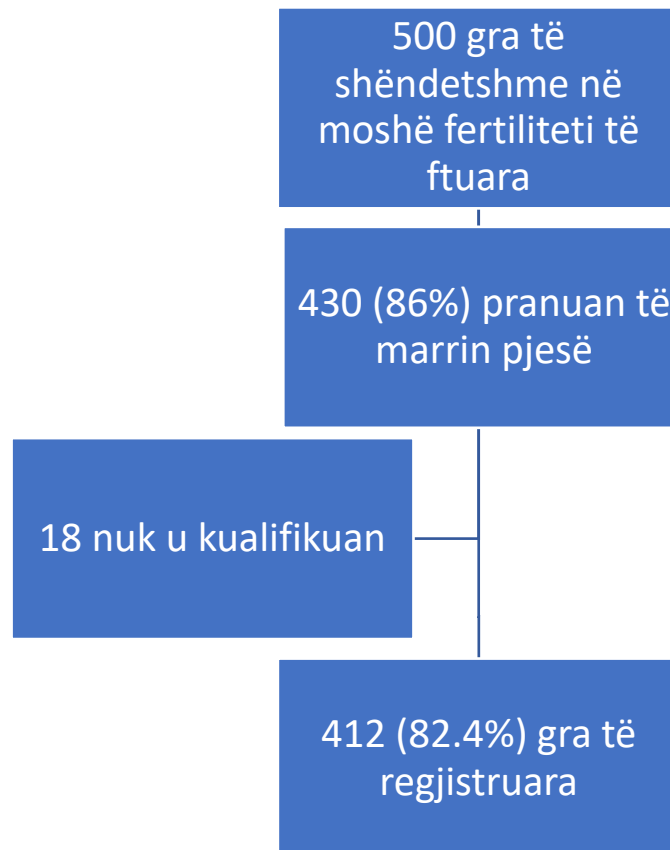 500 gra të
shëndetshme në
moshë fertiliteti të
ftuara
430 (86%) pranuan të
marrin pjesë
18 nuk u kualifikuan
412 (82.4%) gra të
regjistruara